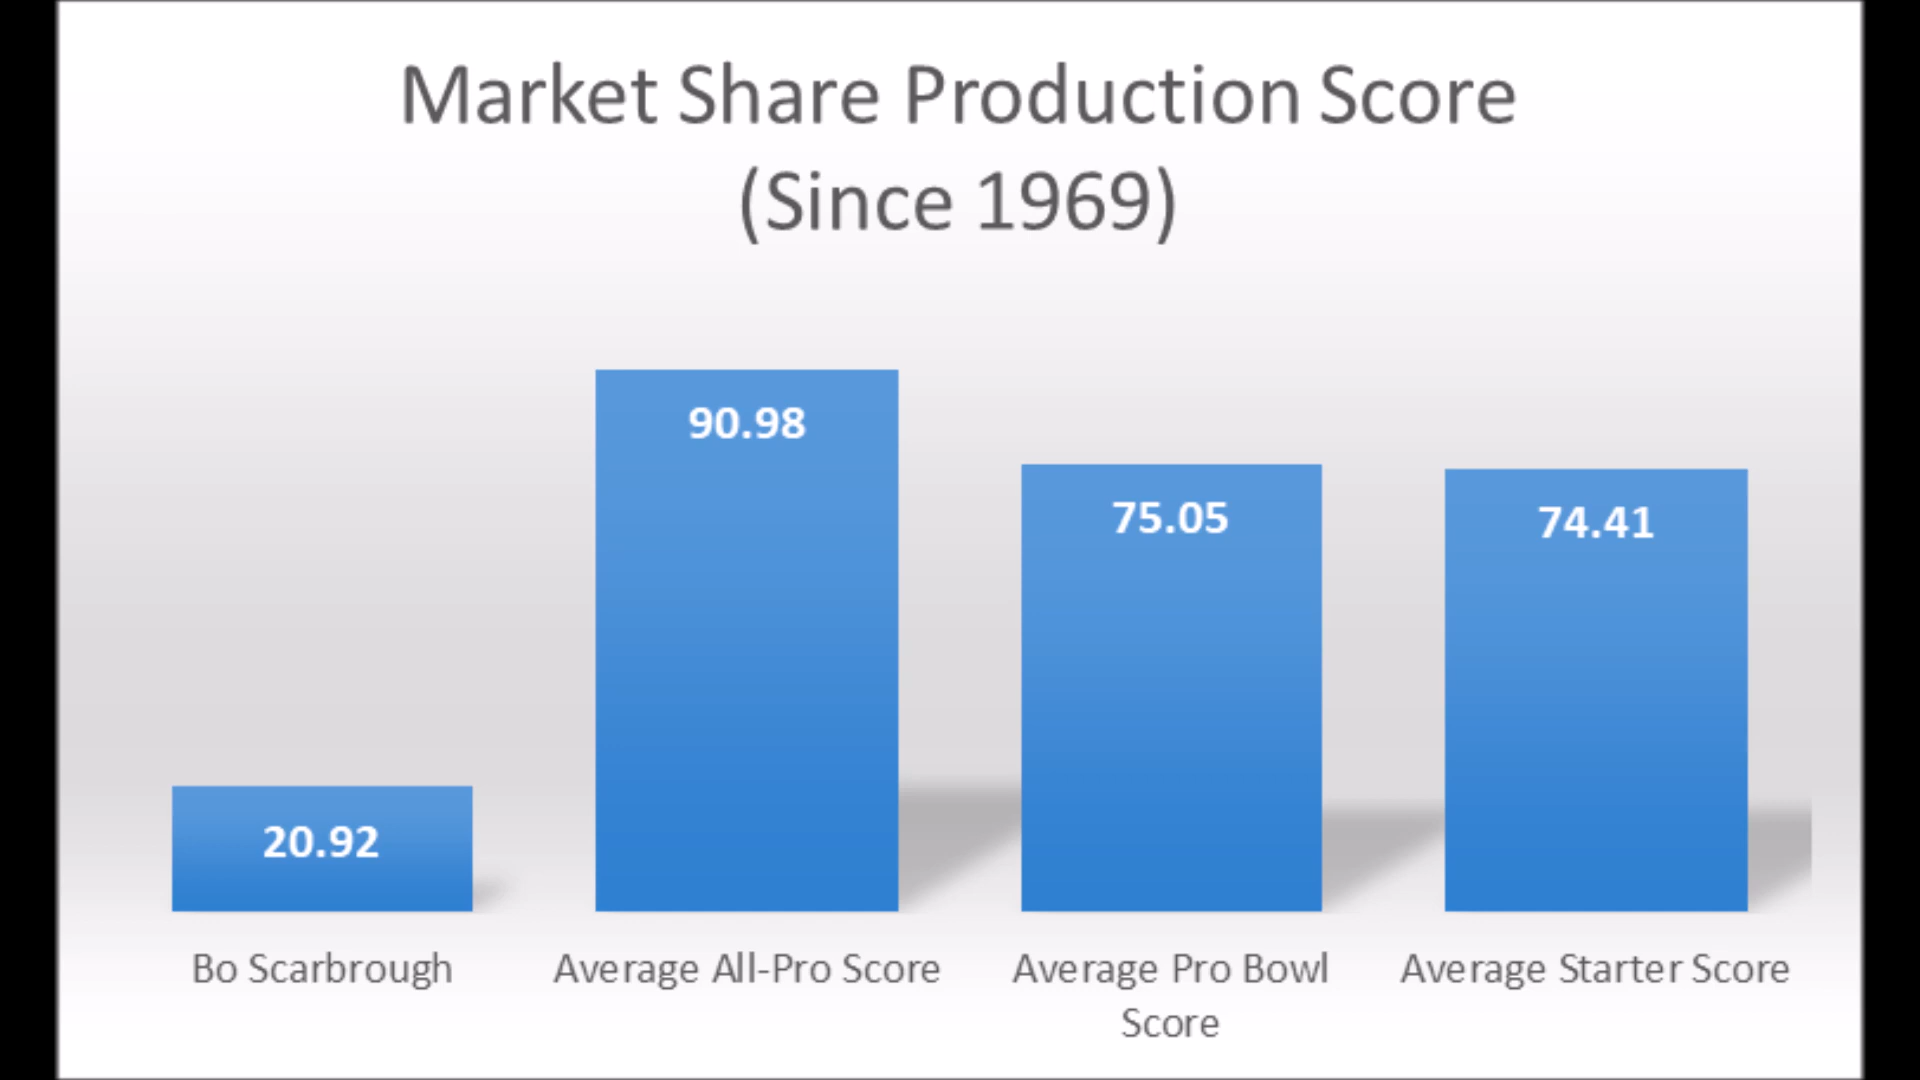 Market Share Production Score
(Since 1969)
90.98
75.05
74.41
20.92
Bo Scarbrough
Average All-Pro Score
Average Pro Bowl
Score
Average Starter Score